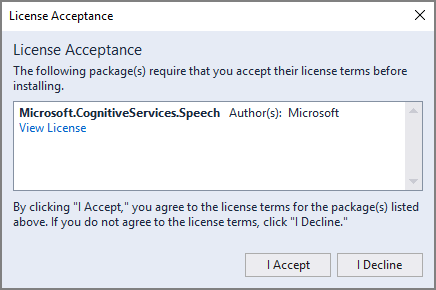 License Acceptance
License Acceptance
The following package(s) require that you accept their license terms before
installing.
Microsoft.CognitiveServices.Speech Author(s): Microsoft
View License
By clicking "I Accept," you agree to the license terms for the package(s) listed
above. If you do not agree to the license terms, click "I Decline."
I Accept I Decline